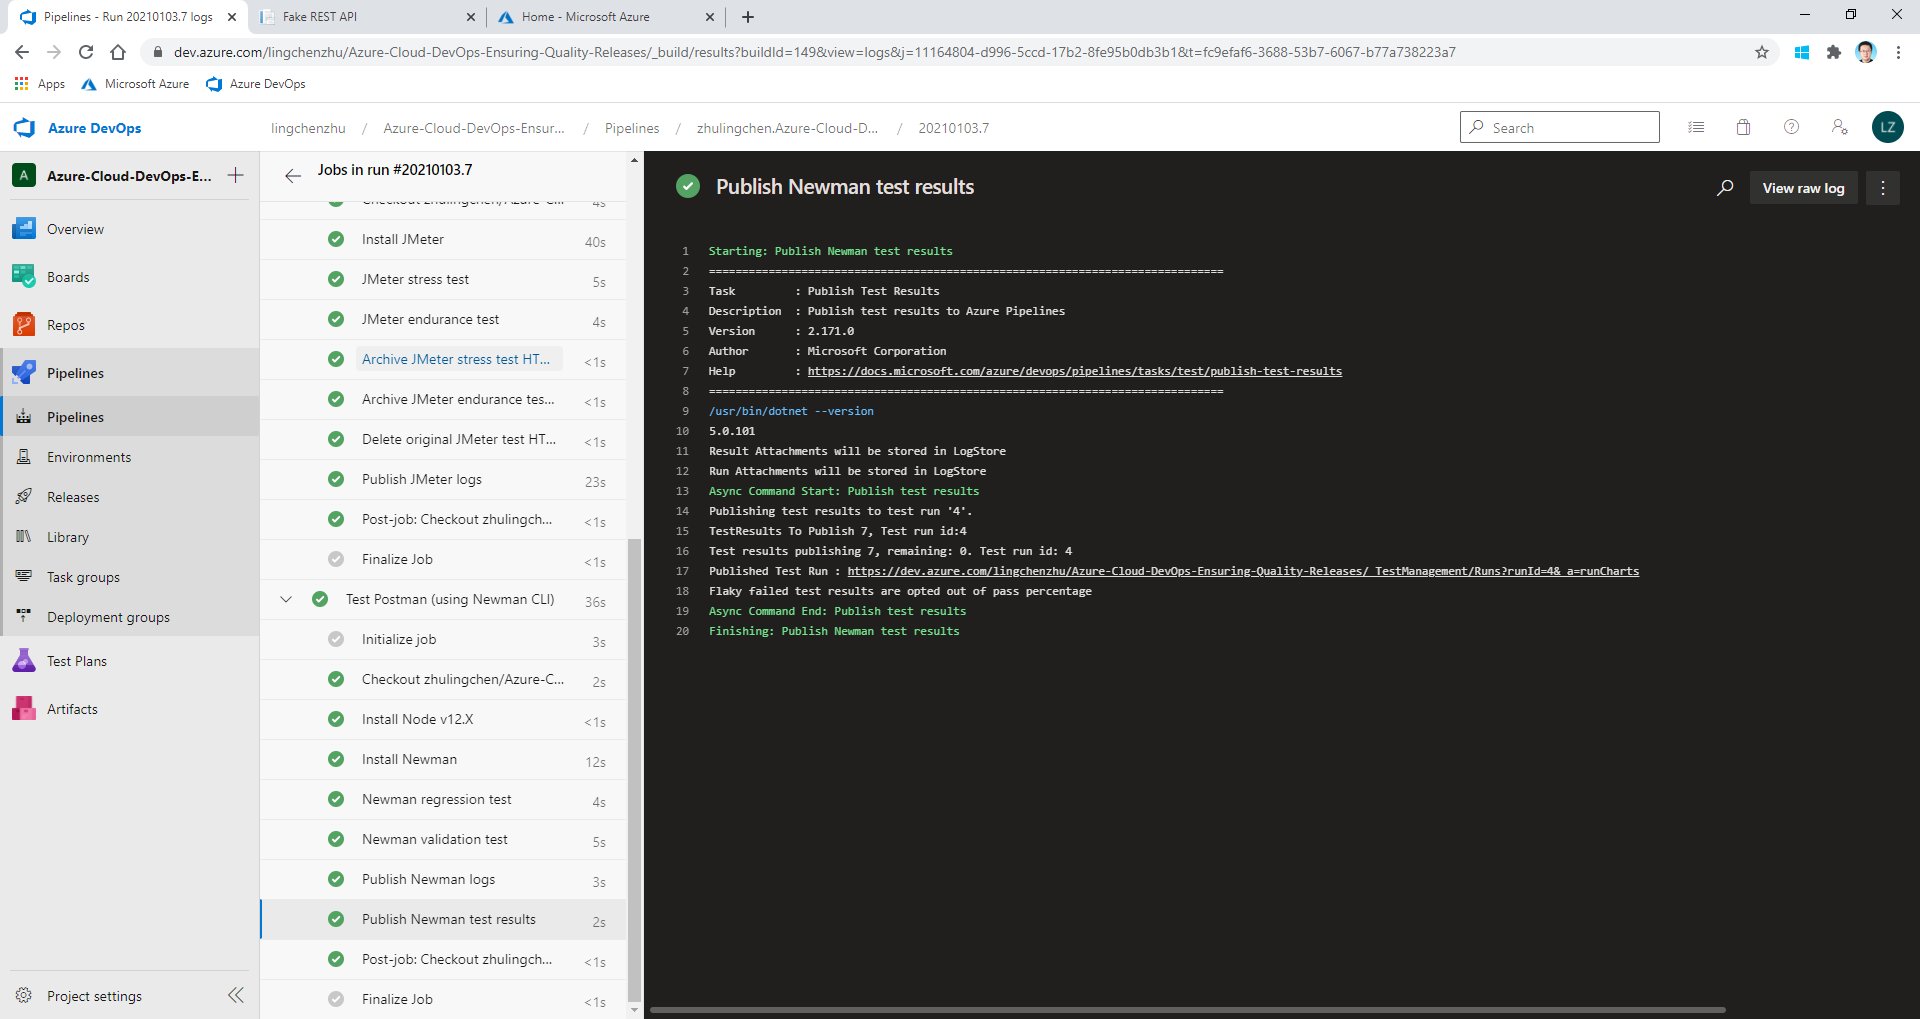 Pipelines - Run 20210103.7 logs
Fake REST API
Home - Microsoft Azure
dev.azure.com/lingchenzhu/Azure-Cloud-DevOps-Ensuring-Quality-Releases/_build/results?buildId=149&view=logs&j=11164804-d996-5ccd-17b2-8fe95b0db3b1&t=fc9efaf6-3688-53b7-6067-b77a738223a7
Apps
Microsoft Azure
Azure DevOps
Azure DevOps
lingchenzhu / Azure-Cloud-DevOps-Ensur... / Pipelines / zhulingchen.Azure-Cloud-D... / 20210103.7
Search
LZ
A
Azure-Cloud-DevOps-E...
Overview
Boards
Repos
Pipelines
Pipelines
Environments
Releases
Library
Task groups
Deployment groups
Test Plans
Artifacts
Project settings
Jobs in run #20210103.7
Checkout zhulingchen/Azure-C... 4s
Install JMeter 40s
JMeter stress test 5s
JMeter endurance test 4s
Archive JMeter stress test HT... <1s
Archive JMeter endurance tes... <1s
Delete original JMeter test HT... <1s
Publish JMeter logs 23s
Post-job: Checkout zhulingch... <1s
Finalize Job <1s
Test Postman (using Newman CLI) 36s
Initialize job 3s
Checkout zhulingchen/Azure-C... 2s
Install Node v12.X <1s
Install Newman 12s
Newman regression test 4s
Newman validation test 5s
Publish Newman logs 3s
Publish Newman test results 2s
Post-job: Checkout zhulingch... <1s
Finalize Job <1s
Publish Newman test results
View raw log
1 Starting: Publish Newman test results
2 ==============================================================================
3 Task         : Publish Test Results
4 Description  : Publish test results to Azure Pipelines
5 Version      : 2.171.0
6 Author       : Microsoft Corporation
7 Help         : https://docs.microsoft.com/azure/devops/pipelines/tasks/test/publish-test-results
8 ==============================================================================
9 /usr/bin/dotnet --version
10 5.0.101
11 Result Attachments will be stored in LogStore
12 Run Attachments will be stored in LogStore
13 Async Command Start: Publish test results
14 Publishing test results to test run '4'.
15 TestResults To Publish 7, Test run id:4
16 Test results publishing 7, remaining: 0. Test run id: 4
17 Published Test Run : https://dev.azure.com/lingchenzhu/Azure-Cloud-DevOps-Ensuring-Quality-Releases/_TestManagement/Runs?runId=4&_a=runCharts
18 Flaky failed test results are opted out of pass percentage
19 Async Command End: Publish test results
20 Finishing: Publish Newman test results